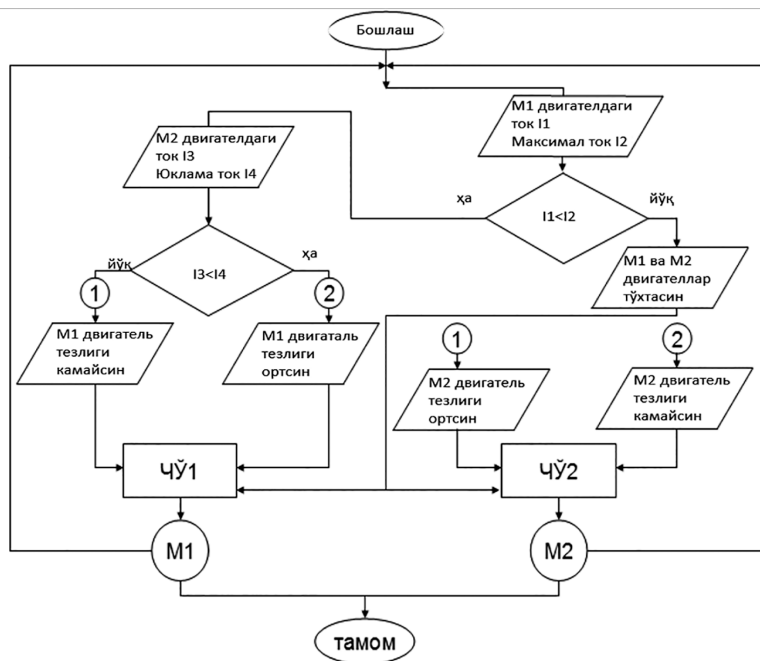 Бошлаш
М1 двигателдаги
ток I1
Максимал ток I2
М2 двигателдаги
ток I3
Юклама ток I4
ҳа
I1<I2
йўқ
йўқ
I3<I4
ҳа
М1 ва М2
двигателлар
тўхтасин
1
2
М1 двигатель
тезлиги
камайсин
М1 двигаталь
тезлиги
ортсин
1
2
М2 двигатель
тезлиги
ортсин
М2 двигатель
тезлиги
камайсин
ЧЎ1
ЧЎ2
М1
М2
тамом